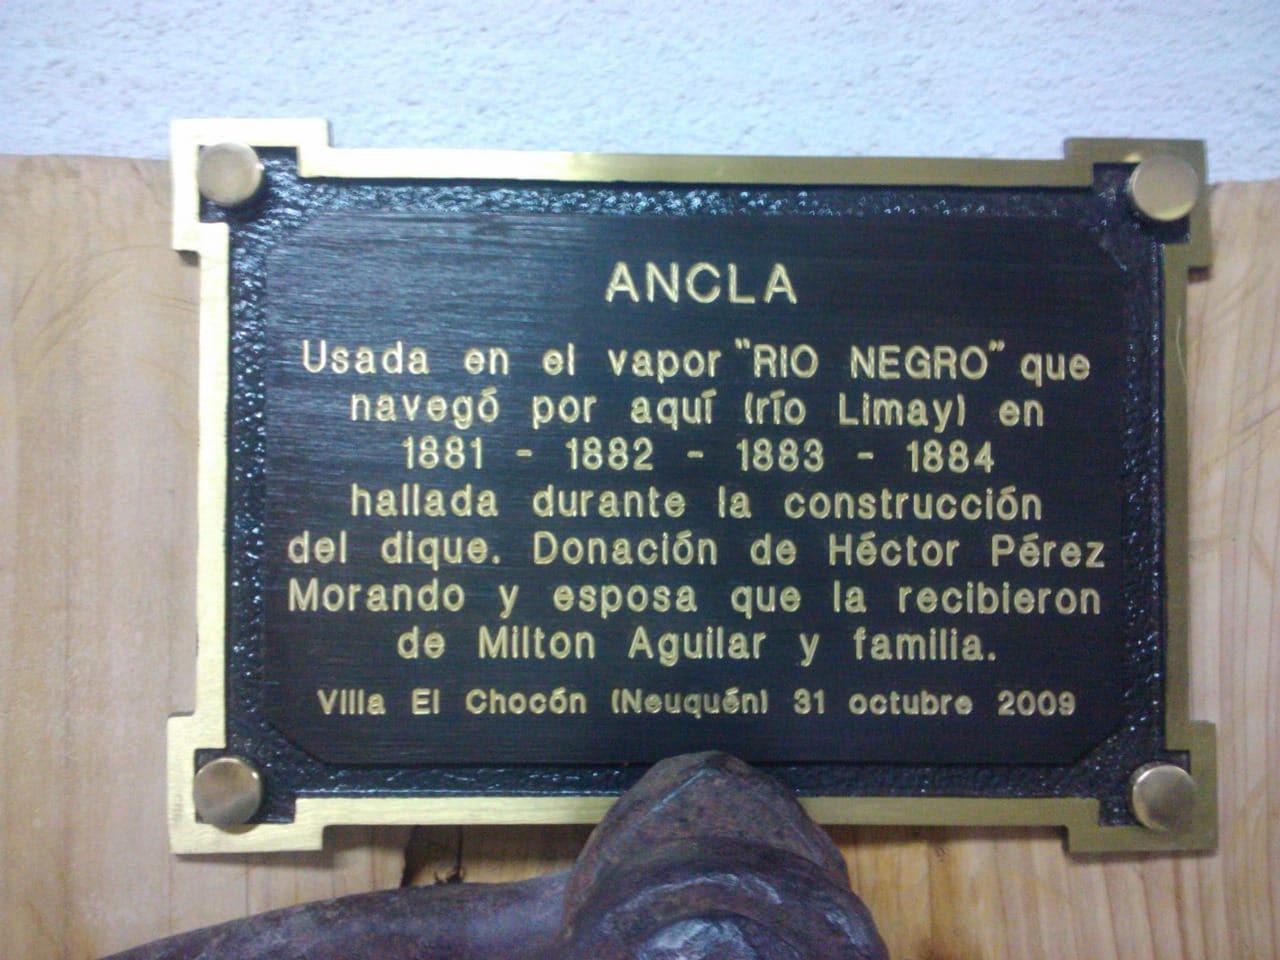 ANCLA
Usada en el vapor "RIO NEGRO" que
navegó por aquí (río Limay) en
1881 - 1882 - 1883 - 1884
hallada durante la construcción
del dique. Donación de Héctor Pérez
Morando y esposa que la recibieron
de Milton Aguilar y familia.
Villa El Chocón (Neuquén) 31 octubre 2009